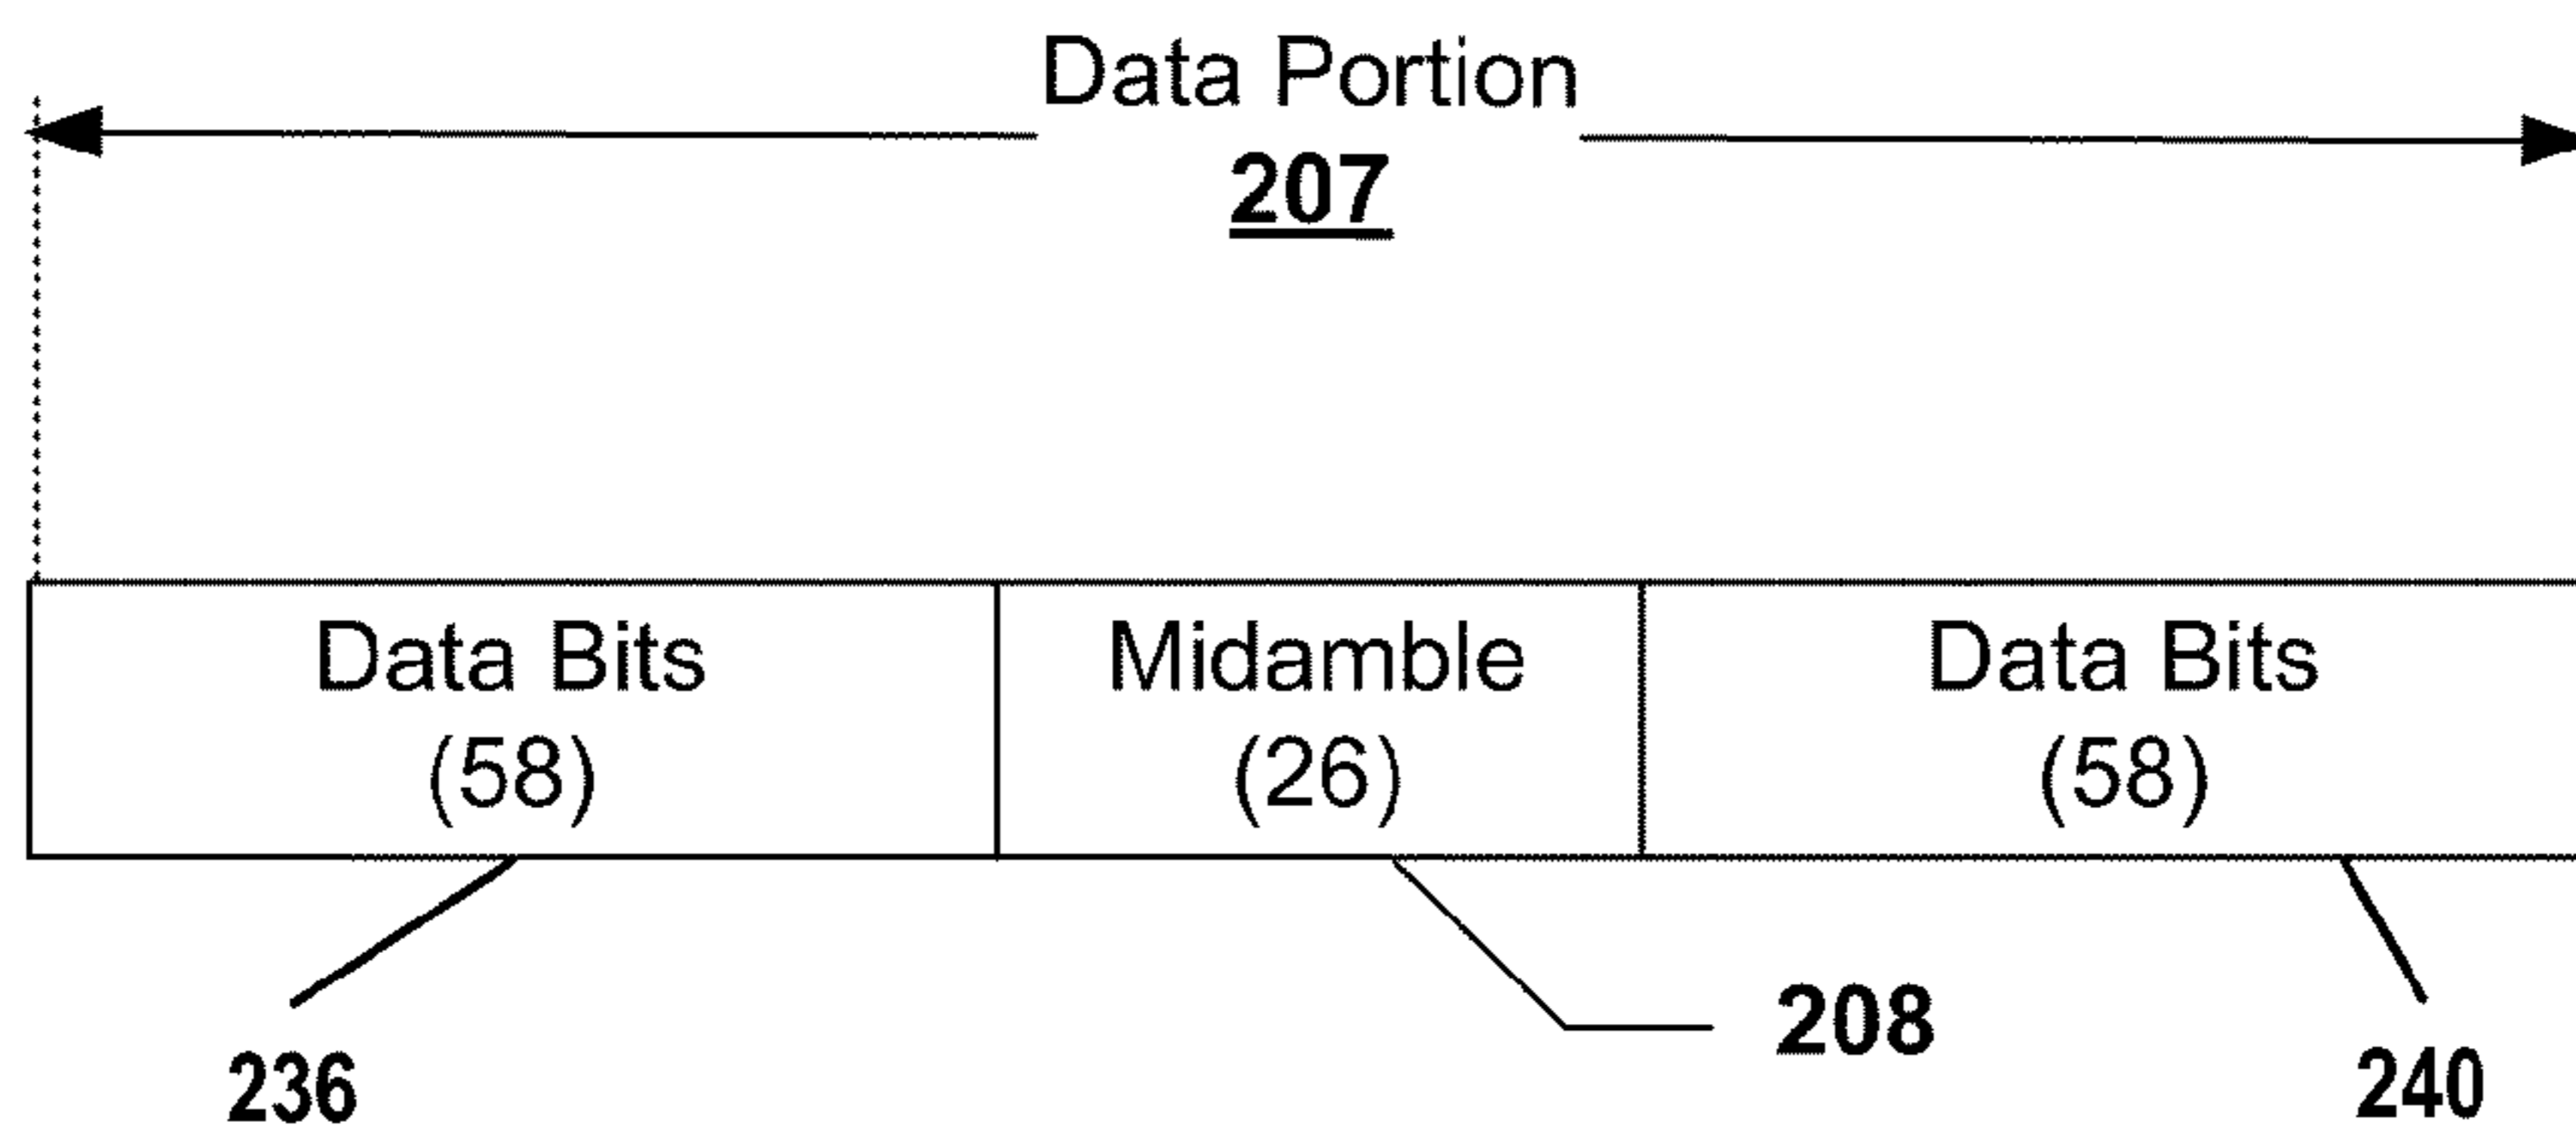 Data Portion
207
Data Bits
(58)
Midamble
(26)
Data Bits
(58)
236
208
240